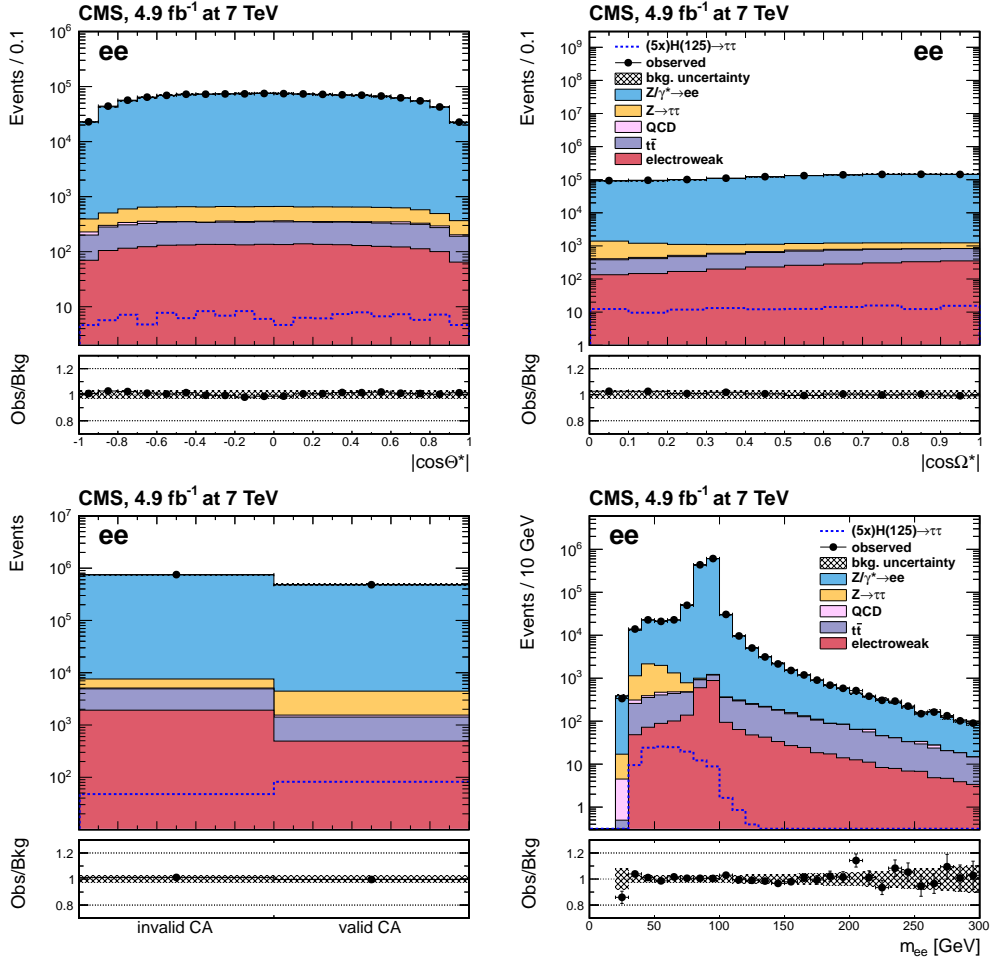 CMS, 4.9 fb⁻¹ at 7 TeV
ee
Events / 0.1
10⁶
10⁵
10⁴
10³
10²
10
Obs/Bkg
1.2
1
0.8
-1 -0.8 -0.6 -0.4 -0.2 0 0.2 0.4 0.6 0.8 1
|cosΘ*|
CMS, 4.9 fb⁻¹ at 7 TeV
ee
Events / 0.1
10⁹
10⁸
10⁷
10⁶
10⁵
10⁴
10³
10²
10
1
(5x)H(125)→ττ
observed
bkg. uncertainty
Z/γ*→ee
Z→ττ
QCD
tt̄
electroweak
Obs/Bkg
1.2
1
0.8
0 0.1 0.2 0.3 0.4 0.5 0.6 0.7 0.8 0.9 1
|cosΩ*|
CMS, 4.9 fb⁻¹ at 7 TeV
ee
Events
10⁷
10⁶
10⁵
10⁴
10³
10²
Obs/Bkg
1.2
1
0.8
invalid CA valid CA
CMS, 4.9 fb⁻¹ at 7 TeV
ee
Events / 10 GeV
10⁶
10⁵
10⁴
10³
10²
10
1
(5x)H(125)→ττ
observed
bkg. uncertainty
Z/γ*→ee
Z→ττ
QCD
tt̄
electroweak
Obs/Bkg
1.2
1
0.8
0 50 100 150 200 250 300
m_ee [GeV]